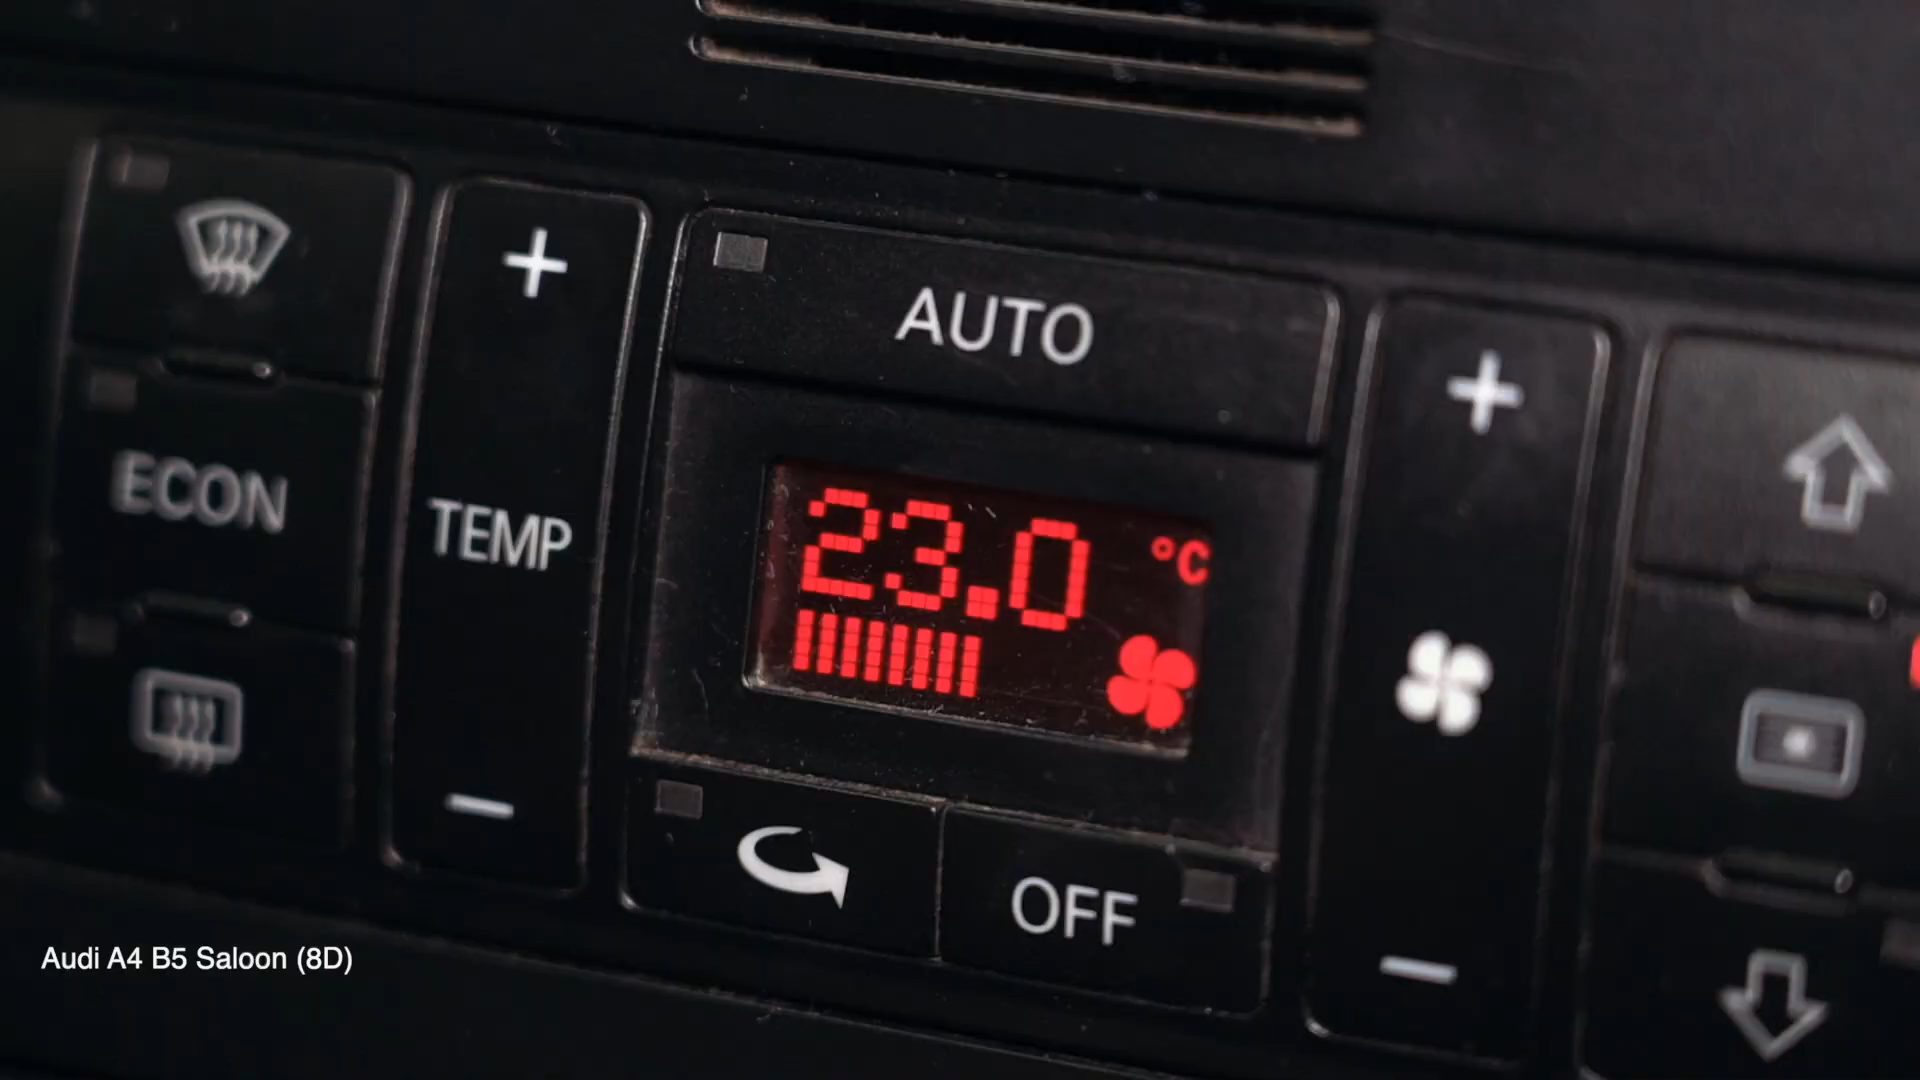 AUTO
ECON
TEMP
23.0 °C
OFF
Audi A4 B5 Saloon (8D)